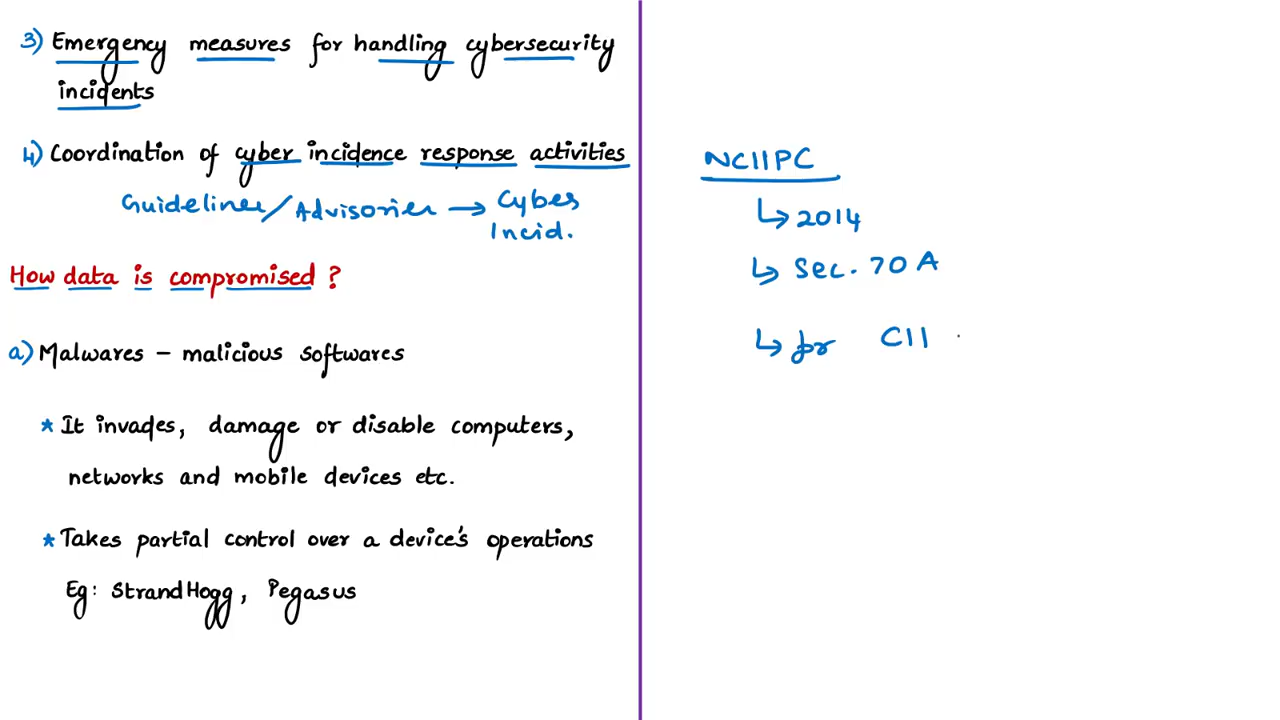 3) Emergency measures for handling cybersecurity
incidents
4) Coordination of cyber incidence response activities
Guidelines/Advisories → Cyber
Incid.
How data is compromised ?
a) Malwares – malicious softwares
* It invades, damage or disable computers,
networks and mobile devices etc.
* Takes partial control over a device's operations
Eg: StrandHogg, Pegasus
NCIIPC
↳ 2014
↳ Sec. 70 A
↳ for CII